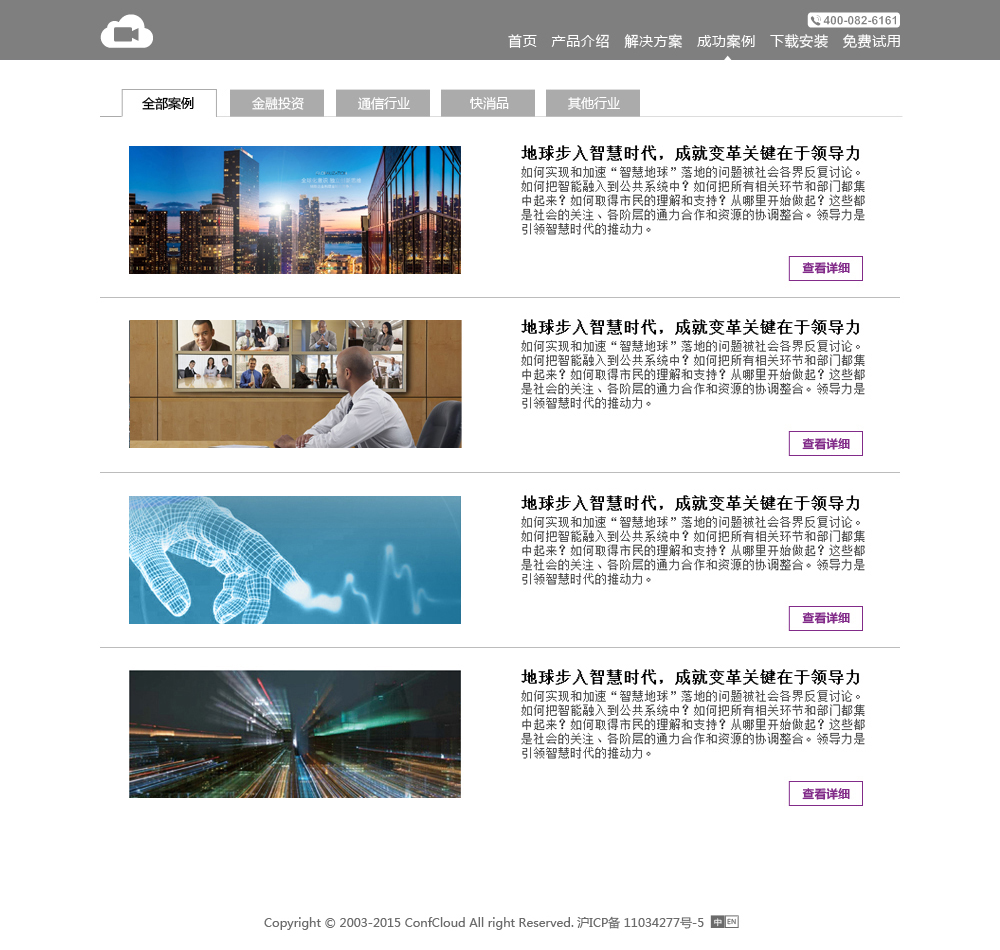 400-082-6161
首页 产品介绍 解决方案 成功案例 下载安装 免费试用
全部案例 金融投资 通信行业 快消品 其他行业
地球步入智慧时代，成就变革关键在于领导力
如何实现和加速“智慧地球”落地的问题被社会各界反复讨论。
如何把智能融入到公共系统中？如何把所有相关环节和部门都集
中起来？如何取得市民的理解和支持？从哪里开始做起？这些都
是社会的关注、各阶层的通力合作和资源的协调整合。领导力是
引领智慧时代的推动力。
查看详细
地球步入智慧时代，成就变革关键在于领导力
如何实现和加速“智慧地球”落地的问题被社会各界反复讨论。
如何把智能融入到公共系统中？如何把所有相关环节和部门都集
中起来？如何取得市民的理解和支持？从哪里开始做起？这些都
是社会的关注、各阶层的通力合作和资源的协调整合。领导力是
引领智慧时代的推动力。
查看详细
地球步入智慧时代，成就变革关键在于领导力
如何实现和加速“智慧地球”落地的问题被社会各界反复讨论。
如何把智能融入到公共系统中？如何把所有相关环节和部门都集
中起来？如何取得市民的理解和支持？从哪里开始做起？这些都
是社会的关注、各阶层的通力合作和资源的协调整合。领导力是
引领智慧时代的推动力。
查看详细
地球步入智慧时代，成就变革关键在于领导力
如何实现和加速“智慧地球”落地的问题被社会各界反复讨论。
如何把智能融入到公共系统中？如何把所有相关环节和部门都集
中起来？如何取得市民的理解和支持？从哪里开始做起？这些都
是社会的关注、各阶层的通力合作和资源的协调整合。领导力是
引领智慧时代的推动力。
查看详细
Copyright © 2003-2015 ConfCloud All right Reserved. 沪ICP备 11034277号-5 中 EN